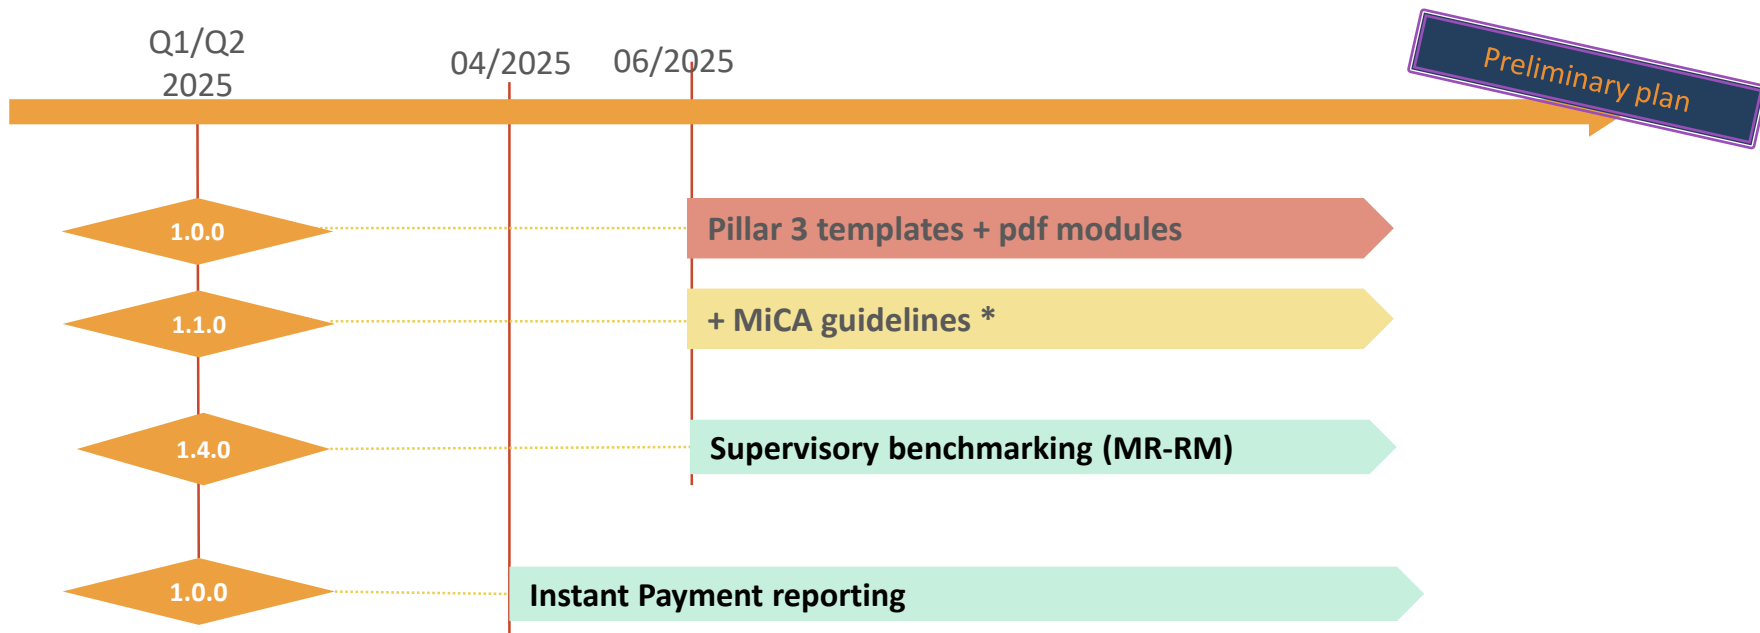 Q1/Q2
2025
04/2025
06/2025
Preliminary plan
1.0.0
Pillar 3 templates + pdf modules
1.1.0
+ MiCA guidelines *
1.4.0
Supervisory benchmarking (MR-RM)
1.0.0
Instant Payment reporting